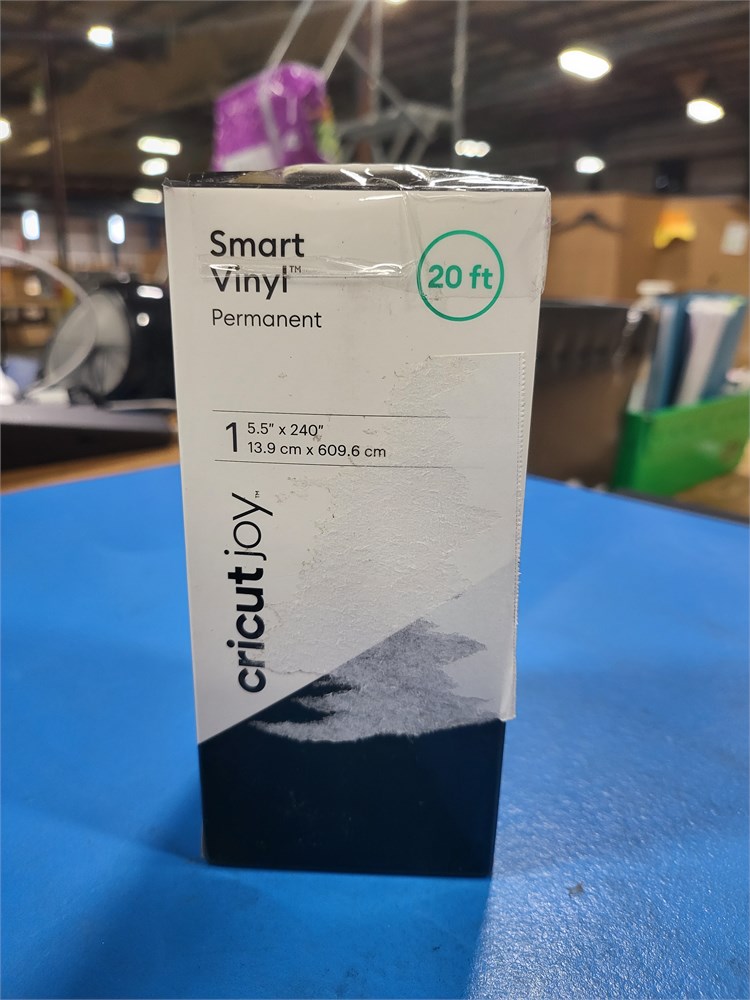 Smart
Vinyl™
Permanent
20 ft
1 5.5" x 240"
13.9 cm x 609.6 cm
cricut joy™